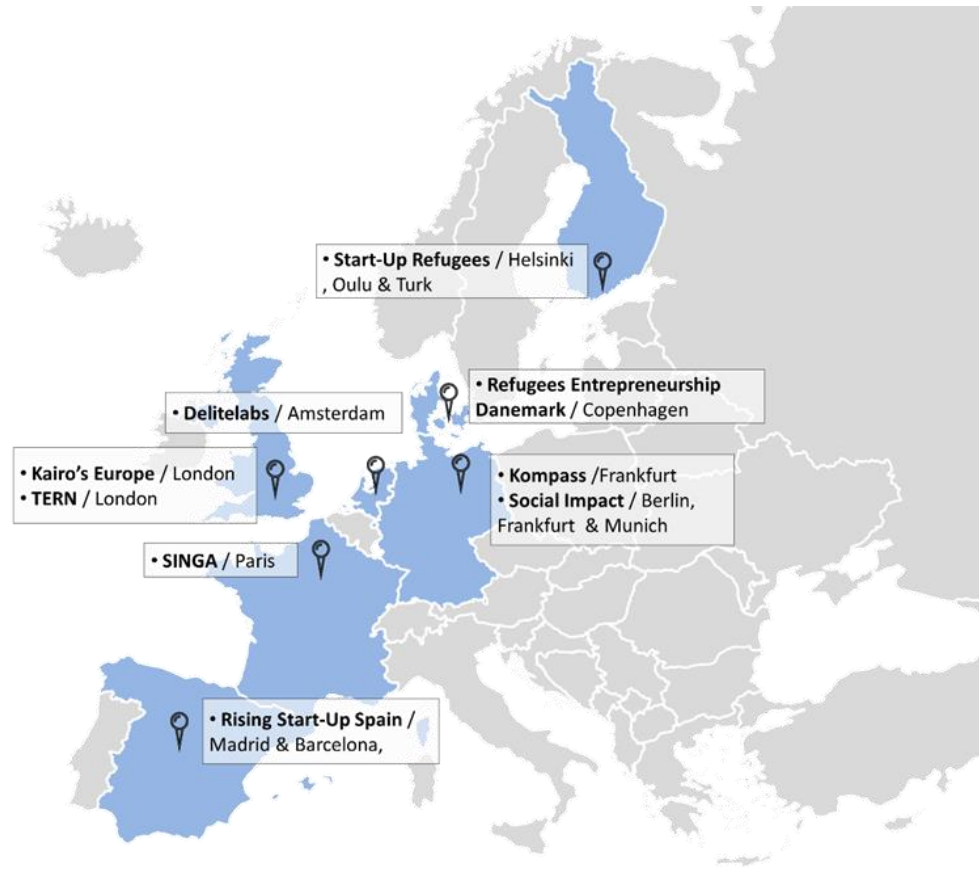 • Start-Up Refugees / Helsinki
, Oulu & Turk
• Refugees Entrepreneurship
Danemark / Copenhagen
• Delitelabs / Amsterdam
• Kairo’s Europe / London
• TERN / London
• Kompass /Frankfurt
• Social Impact / Berlin,
Frankfurt & Munich
• SINGA / Paris
• Rising Start-Up Spain /
Madrid & Barcelona,